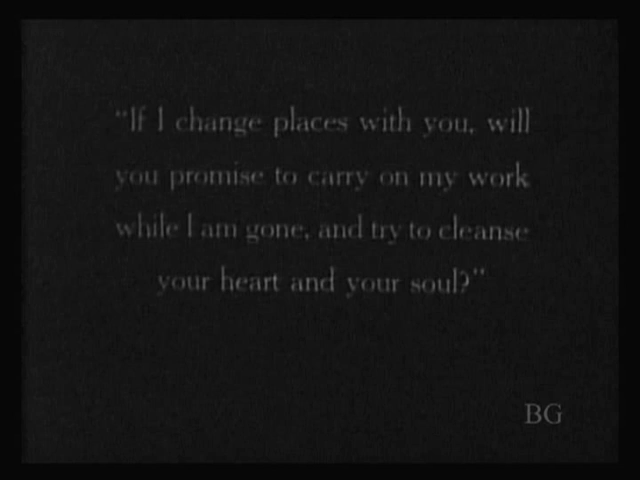 “If I change places with you, will
you promise to carry on my work
while I am gone, and try to cleanse
your heart and your soul?”
BG